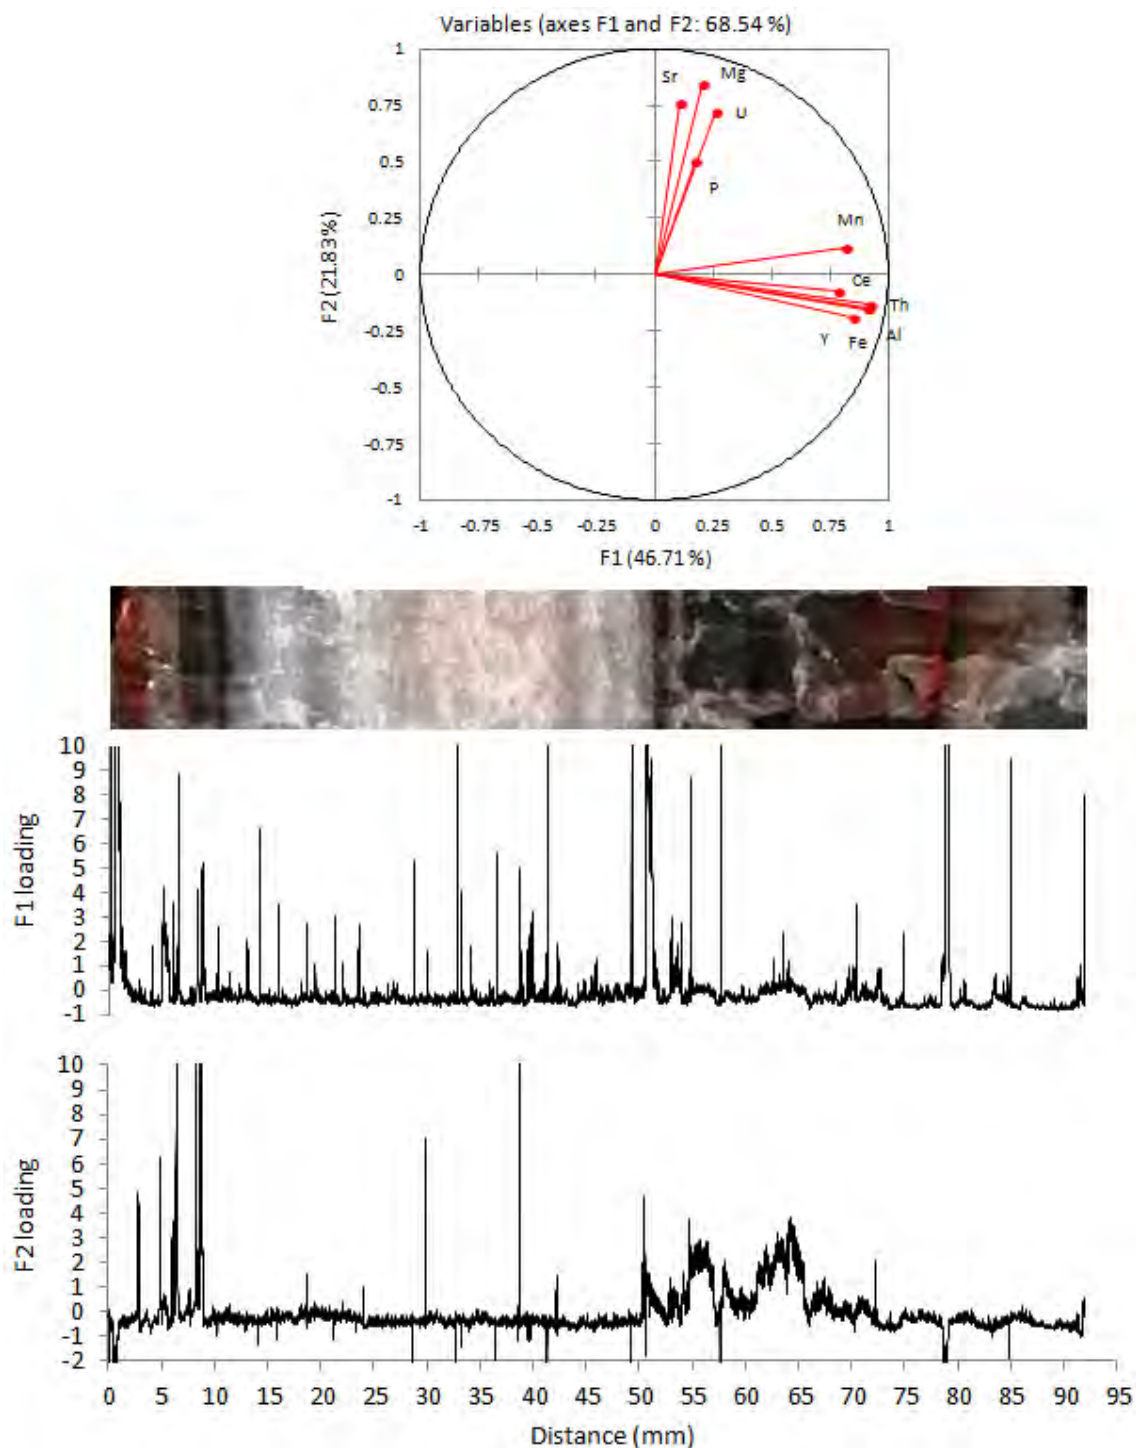 Variables (axes F1 and F2: 68.54 %)
1
0.75
0.5
0.25
0
-0.25
-0.5
-0.75
-1
F2 (21.83%)
Sr
Mg
U
P
Mn
Ce
Th
Y
Fe
Al
-1 -0.75 -0.5 -0.25 0 0.25 0.5 0.75 1
F1 (46.71 %)
10
9
8
7
6
5
4
3
2
1
0
-1
F1 loading
10
9
8
7
6
5
4
3
2
1
0
-1
-2
F2 loading
0 5 10 15 20 25 30 35 40 45 50 55 60 65 70 75 80 85 90 95
Distance (mm)